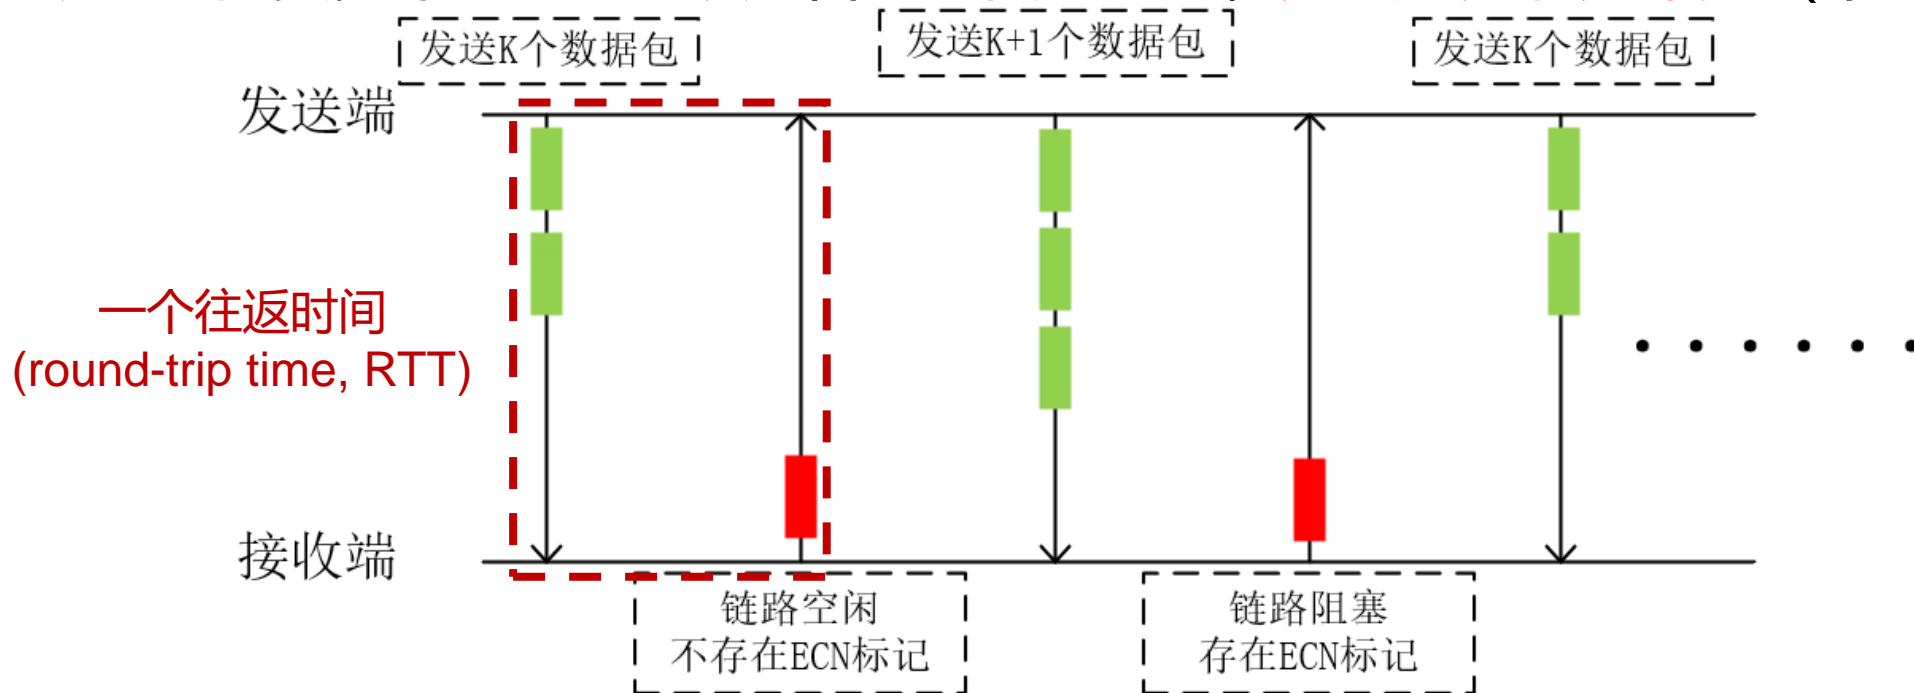 发送K个数据包
发送K+1个数据包
发送K个数据包
发送端
一个往返时间
(round-trip time, RTT)
接收端
链路空闲
不存在ECN标记
链路阻塞
存在ECN标记